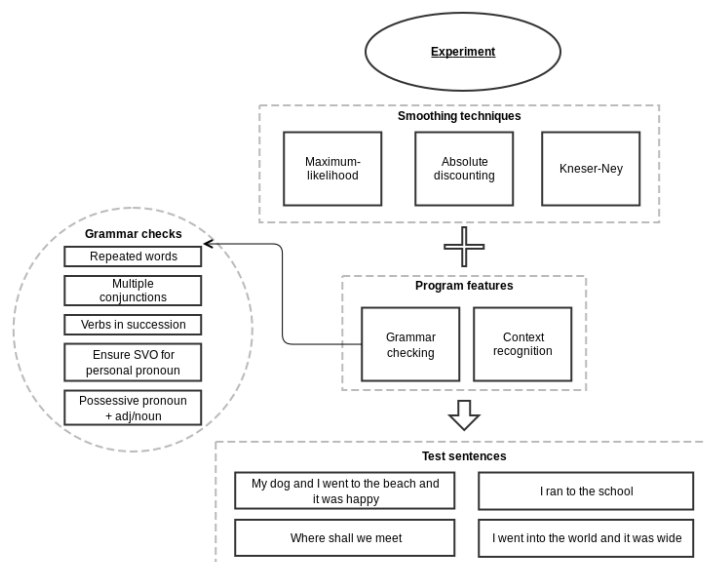 Experiment
Smoothing techniques
Maximum-
likelihood
Absolute
discounting
Kneser-Ney
Grammar checks
Repeated words
Multiple
conjunctions
Verbs in succession
Ensure SVO for
personal pronoun
Possessive pronoun
+ adj/noun
Program features
Grammar
checking
Context
recognition
Test sentences
My dog and I went to the beach and
it was happy
I ran to the school
Where shall we meet
I went into the world and it was wide